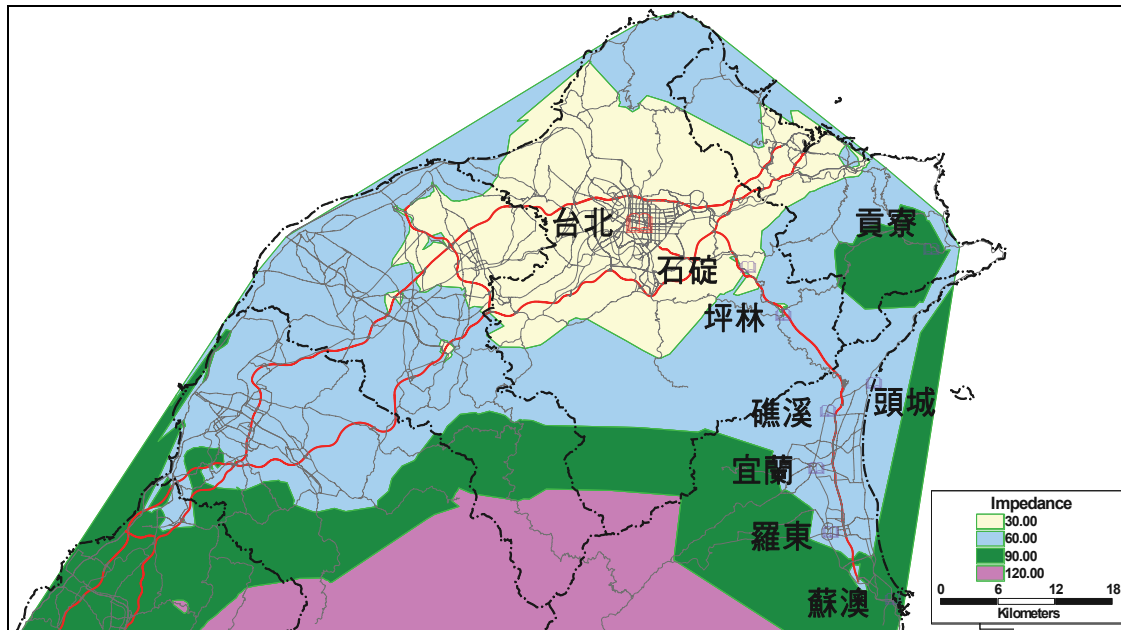 貢寮
台北
石碇
坪林
礁溪
頭城
宜蘭
羅東
蘇澳
Impedance
30.00
60.00
90.00
120.00
0 6 12 18
Kilometers